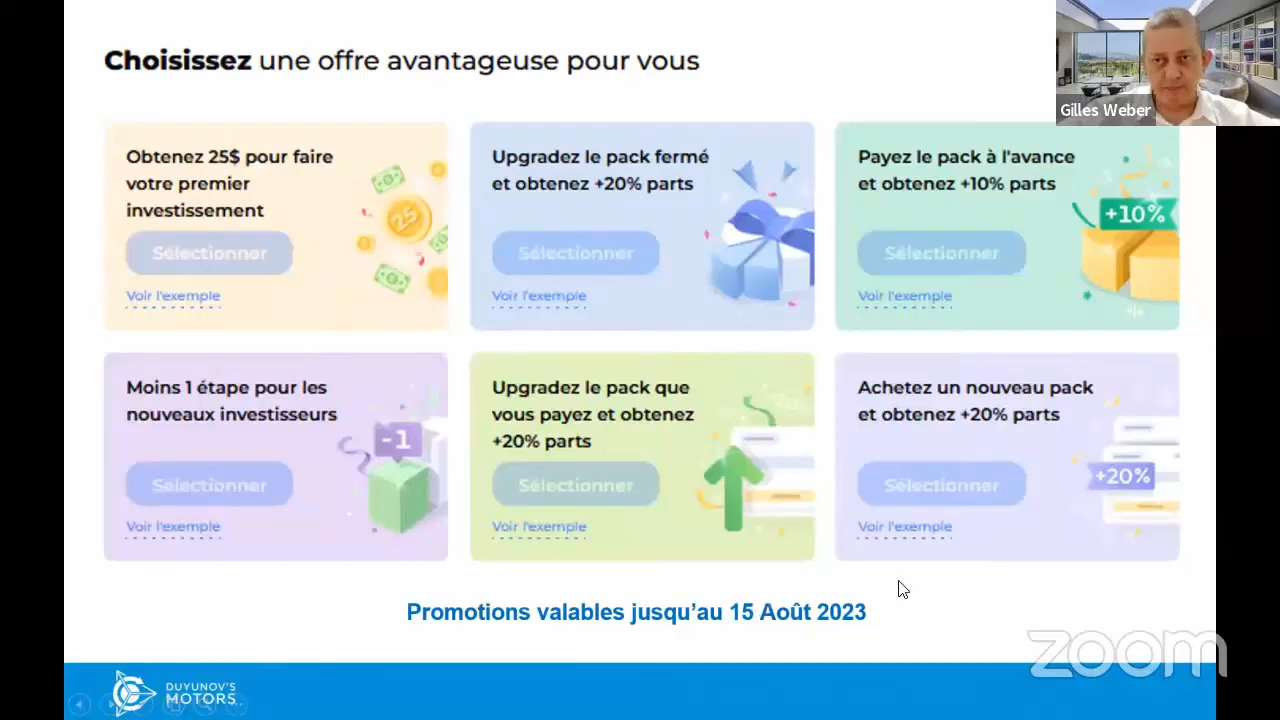 Choisissez une offre avantageuse pour vous
Gilles Weber
Obtenez 25$ pour faire
votre premier
investissement
25
Sélectionner
Voir l'exemple
Upgradez le pack fermé
et obtenez +20% parts
Sélectionner
Voir l'exemple
Payez le pack à l'avance
et obtenez +10% parts
+10%
Sélectionner
Voir l'exemple
Moins 1 étape pour les
nouveaux investisseurs
-1
Sélectionner
Voir l'exemple
Upgradez le pack que
vous payez et obtenez
+20% parts
Sélectionner
Voir l'exemple
Achetez un nouveau pack
et obtenez +20% parts
+20%
Sélectionner
Voir l'exemple
Promotions valables jusqu’au 15 Août 2023
zoom
DUYUNOV'S
MOTORS